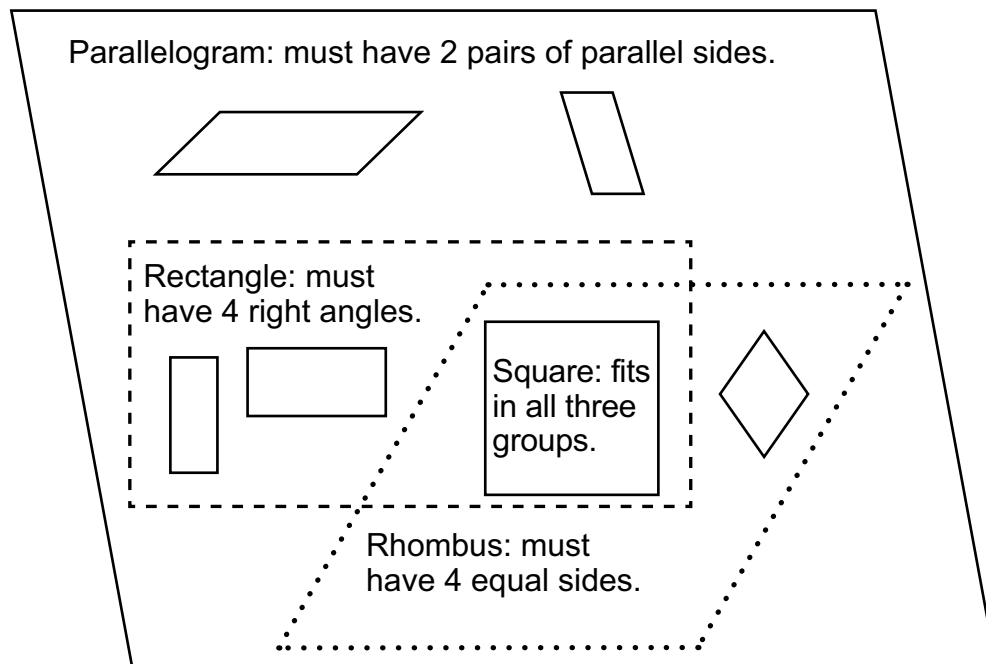 Parallelogram: must have 2 pairs of parallel sides.
Rectangle: must
have 4 right angles.
Square: fits
in all three
groups.
Rhombus: must
have 4 equal sides.